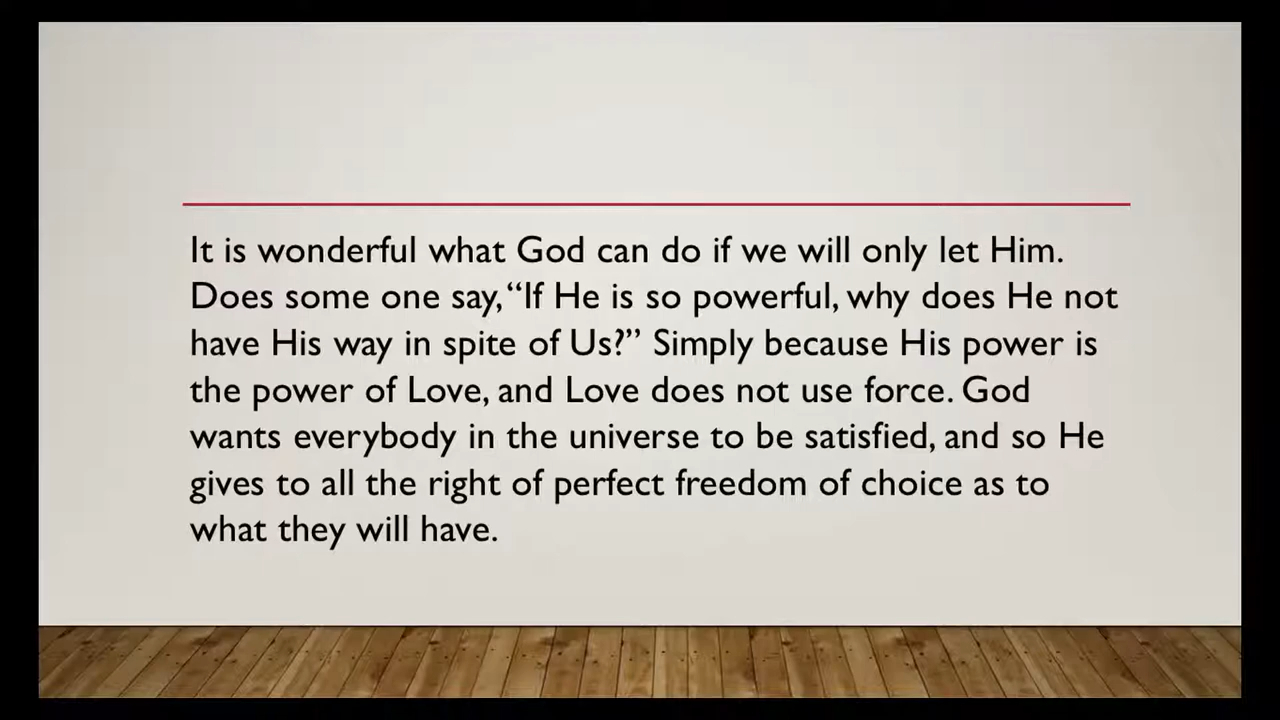 It is wonderful what God can do if we will only let Him.
Does some one say, “If He is so powerful, why does He not
have His way in spite of Us?” Simply because His power is
the power of Love, and Love does not use force. God
wants everybody in the universe to be satisfied, and so He
gives to all the right of perfect freedom of choice as to
what they will have.